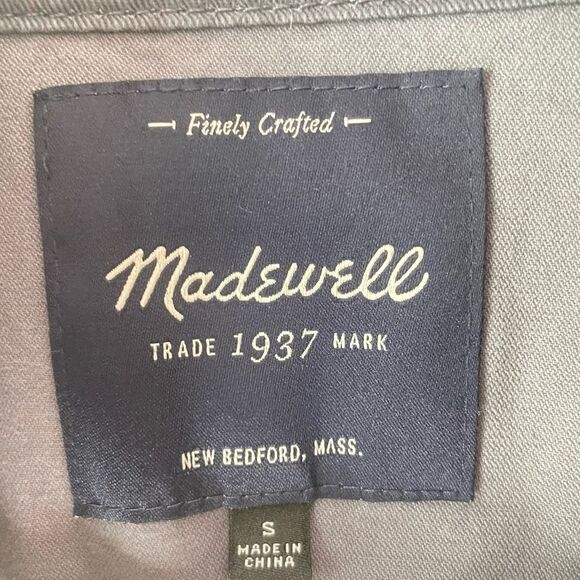 Finely Crafted
Madewell
TRADE 1937 MARK
NEW BEDFORD, MASS.
S
MADE IN
CHINA